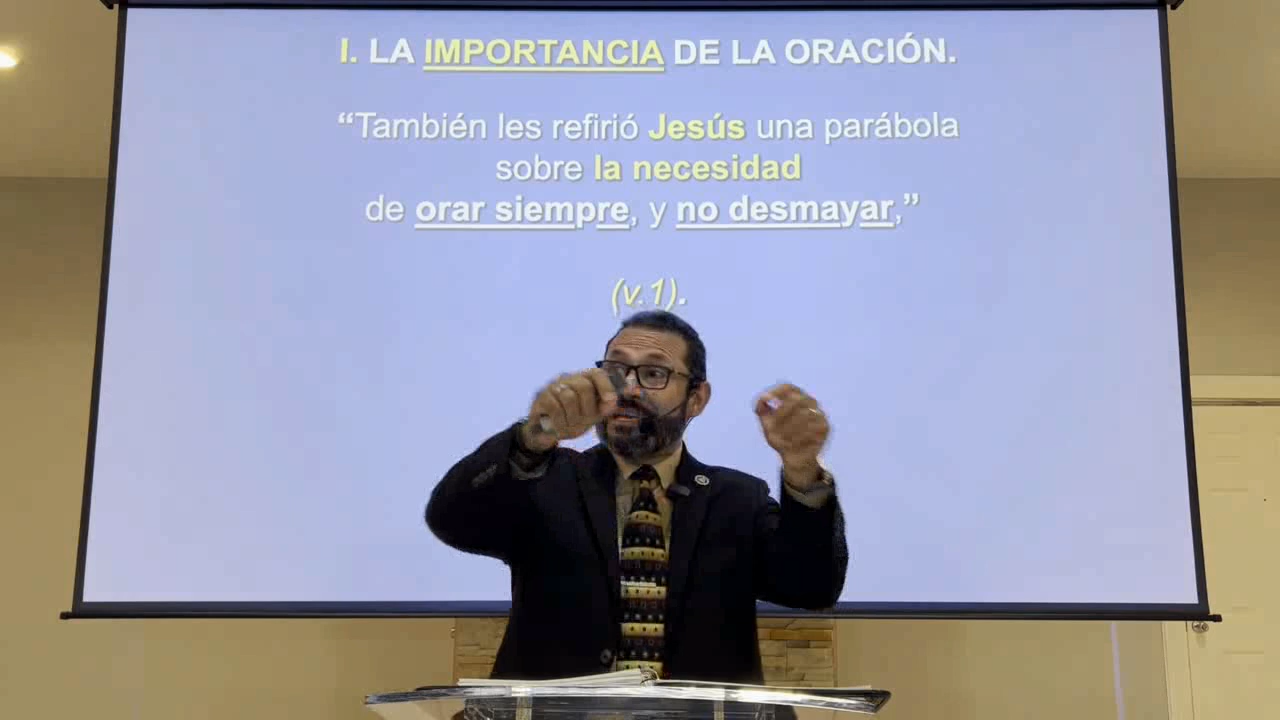 I. LA IMPORTANCIA DE LA ORACIÓN.
“También les refirió Jesús una parábola
sobre la necesidad
de orar siempre, y no desmayar,”
(v.1).